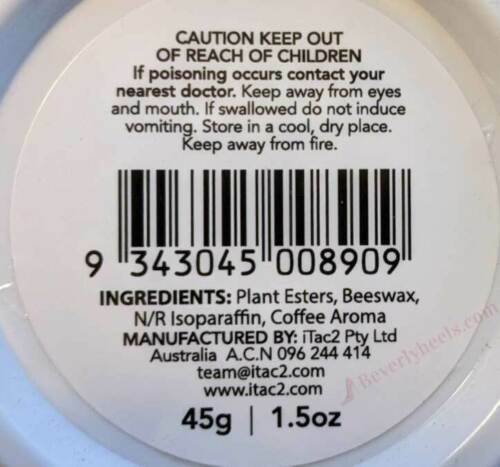 CAUTION KEEP OUT
OF REACH OF CHILDREN
If poisoning occurs contact your
nearest doctor. Keep away from eyes
and mouth. If swallowed do not induce
vomiting. Store in a cool, dry place.
Keep away from fire.
9 343045 008909
INGREDIENTS: Plant Esters, Beeswax,
N/R Isoparaffin, Coffee Aroma
MANUFACTURED BY: iTac2 Pty Ltd
Australia A.C.N 096 244 414
team@itac2.com
www.itac2.com
45g | 1.5oz
Beverlyheels.com